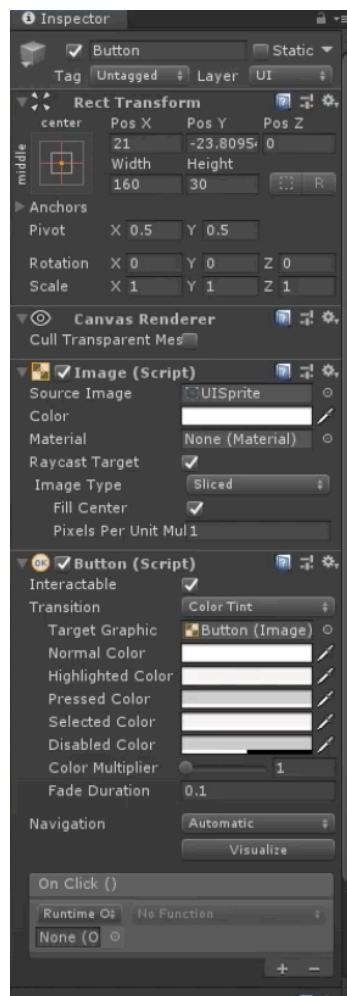 Inspector
Button Static
Tag Untagged Layer UI
Rect Transform
center Pos X Pos Y Pos Z
middle 21 -23.8095 0
Width Height
160 30 R
Anchors
Pivot X 0.5 Y 0.5
Rotation X 0 Y 0 Z 0
Scale X 1 Y 1 Z 1
Canvas Renderer
Cull Transparent Mes
Image (Script)
Source Image UISprite
Color
Material None (Material)
Raycast Target
Image Type Sliced
Fill Center
Pixels Per Unit Mul 1
OK Button (Script)
Interactable
Transition Color Tint
Target Graphic Button (Image)
Normal Color
Highlighted Color
Pressed Color
Selected Color
Disabled Color
Color Multiplier 1
Fade Duration 0.1
Navigation Automatic
Visualize
On Click ()
Runtime O No Function
None (O
+ −